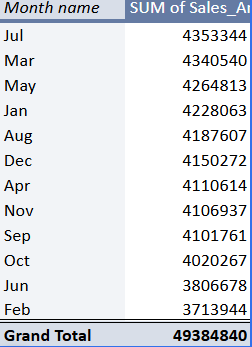 Month name SUM of Sales_A
Jul 4353344
Mar 4340540
May 4264813
Jan 4228063
Aug 4187607
Dec 4150272
Apr 4110614
Nov 4106937
Sep 4101761
Oct 4020267
Jun 3806678
Feb 3713944
Grand Total 49384840